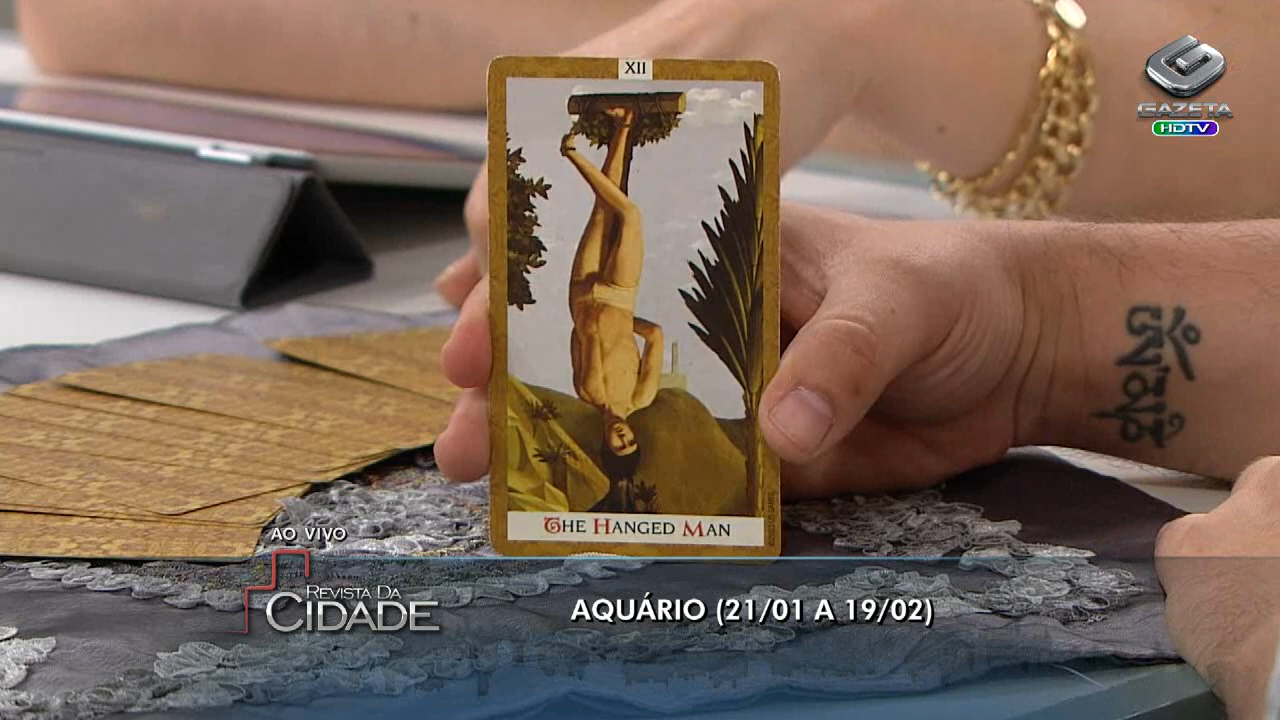 XII
GAZETA
HDTV
THE HANGED MAN
AO VIVO
REVISTA DA
CIDADE
AQUÁRIO (21/01 A 19/02)